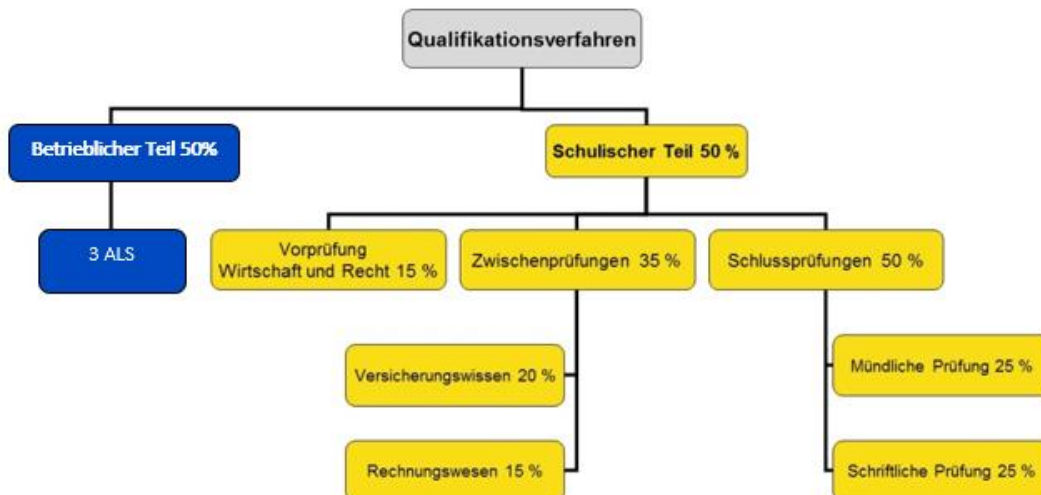 Qualifikationsverfahren
Betrieblicher Teil 50%
Schulischer Teil 50 %
3 ALS
Vorprüfung
Wirtschaft und Recht 15 %
Zwischenprüfungen 35 %
Schlussprüfungen 50 %
Versicherungswissen 20 %
Mündliche Prüfung 25 %
Rechnungswesen 15 %
Schriftliche Prüfung 25 %